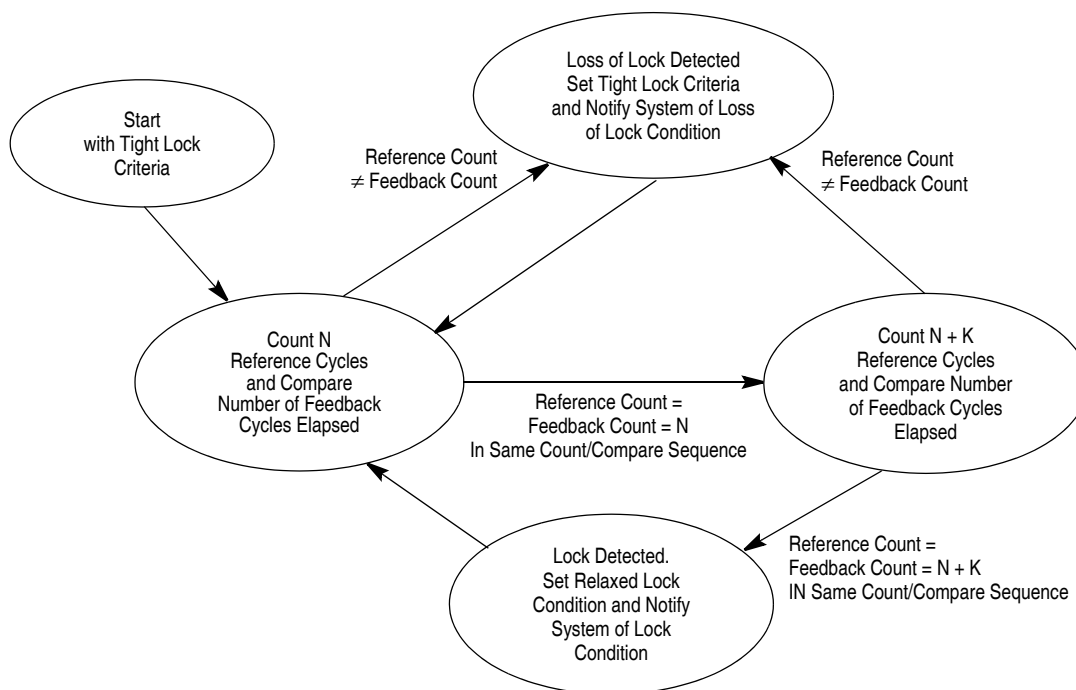 Loss of Lock Detected
Set Tight Lock Criteria
and Notify System of Loss
of Lock Condition
Start
with Tight Lock
Criteria
Reference Count
≠ Feedback Count
Reference Count
≠ Feedback Count
Count N
Reference Cycles
and Compare
Number of Feedback
Cycles Elapsed
Count N + K
Reference Cycles
and Compare Number
of Feedback Cycles
Elapsed
Reference Count =
Feedback Count = N
In Same Count/Compare Sequence
Lock Detected.
Set Relaxed Lock
Condition and Notify
System of Lock
Condition
Reference Count =
Feedback Count = N + K
IN Same Count/Compare Sequence